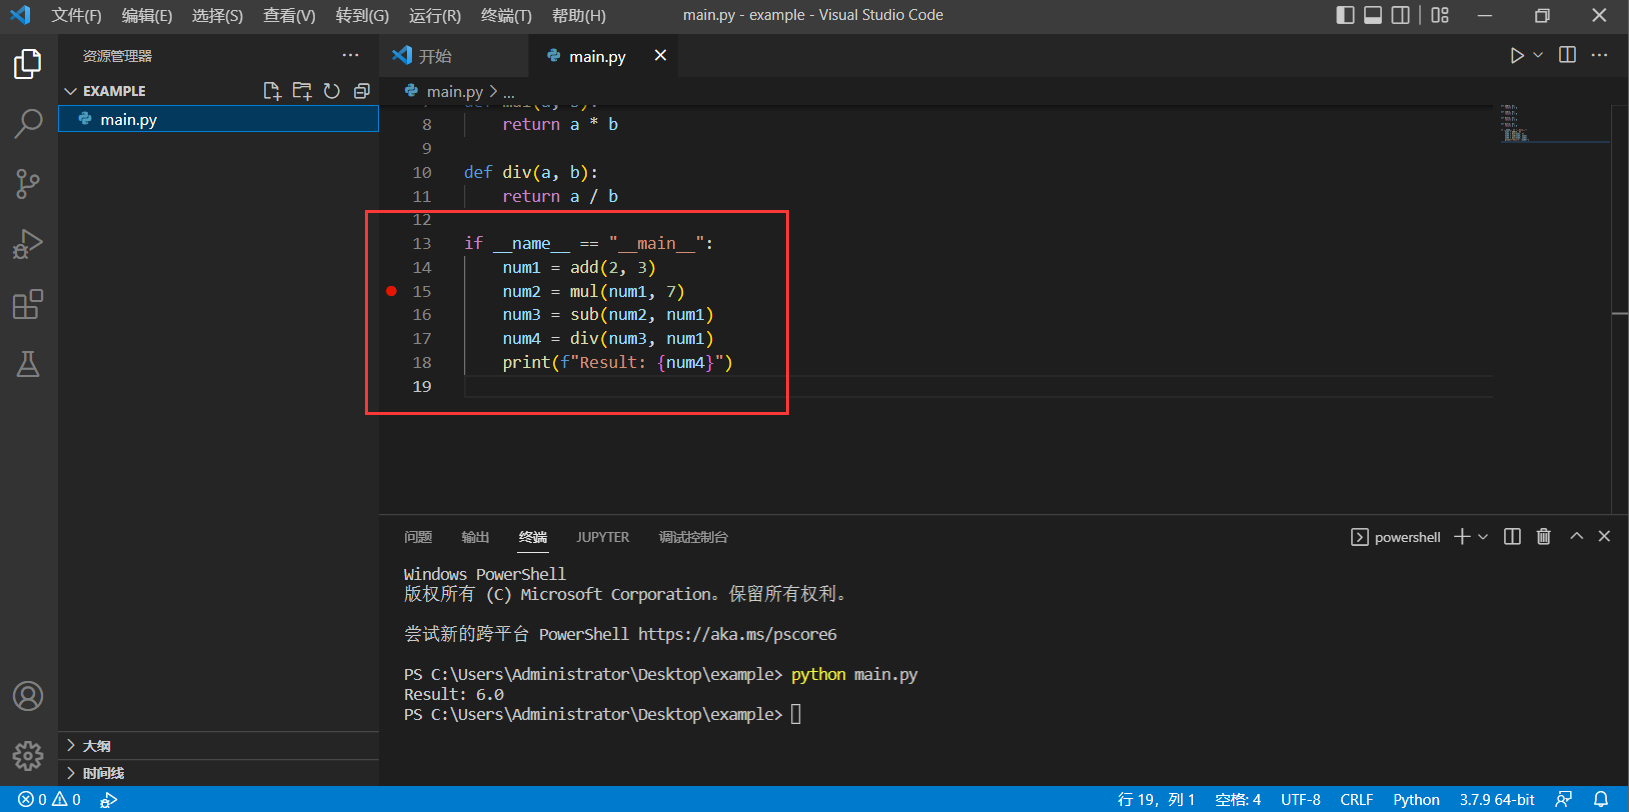 文件(F) 编辑(E) 选择(S) 查看(V) 转到(G) 运行(R) 终端(T) 帮助(H) main.py - example - Visual Studio Code
资源管理器
EXAMPLE
main.py
大纲
时间线
开始 main.py
main.py > ...
8 return a * b
9
10 def div(a, b):
11 return a / b
12
13 if __name__ == "__main__":
14 num1 = add(2, 3)
15 num2 = mul(num1, 7)
16 num3 = sub(num2, num1)
17 num4 = div(num3, num1)
18 print(f"Result: {num4}")
19
问题 输出 终端 JUPYTER 调试控制台 powershell
Windows PowerShell
版权所有 (C) Microsoft Corporation。保留所有权利。
尝试新的跨平台 PowerShell https://aka.ms/pscore6
PS C:\Users\Administrator\Desktop\example> python main.py
Result: 6.0
PS C:\Users\Administrator\Desktop\example>
0 0 行 19，列 1 空格: 4 UTF-8 CRLF Python 3.7.9 64-bit